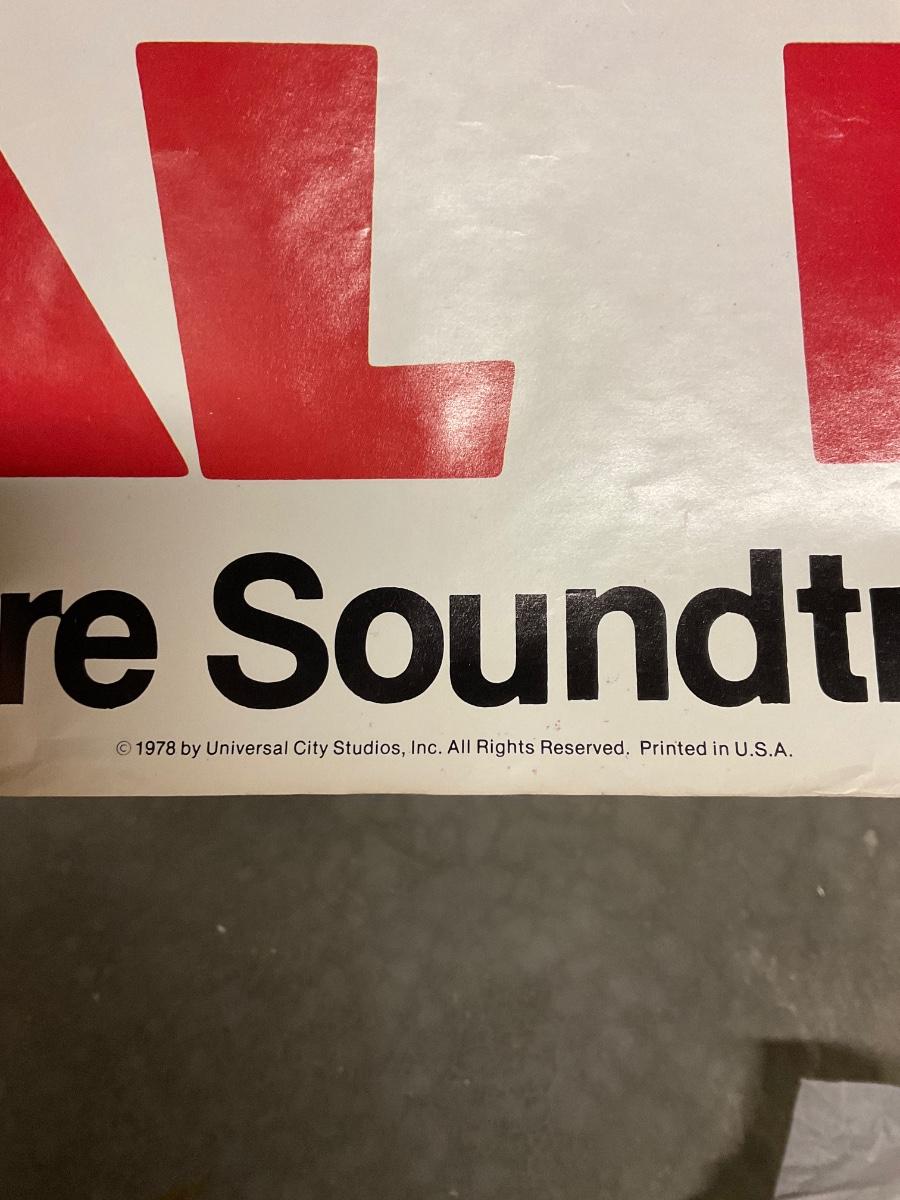 AL
re Soundtr
© 1978 by Universal City Studios, Inc. All Rights Reserved. Printed in U.S.A.